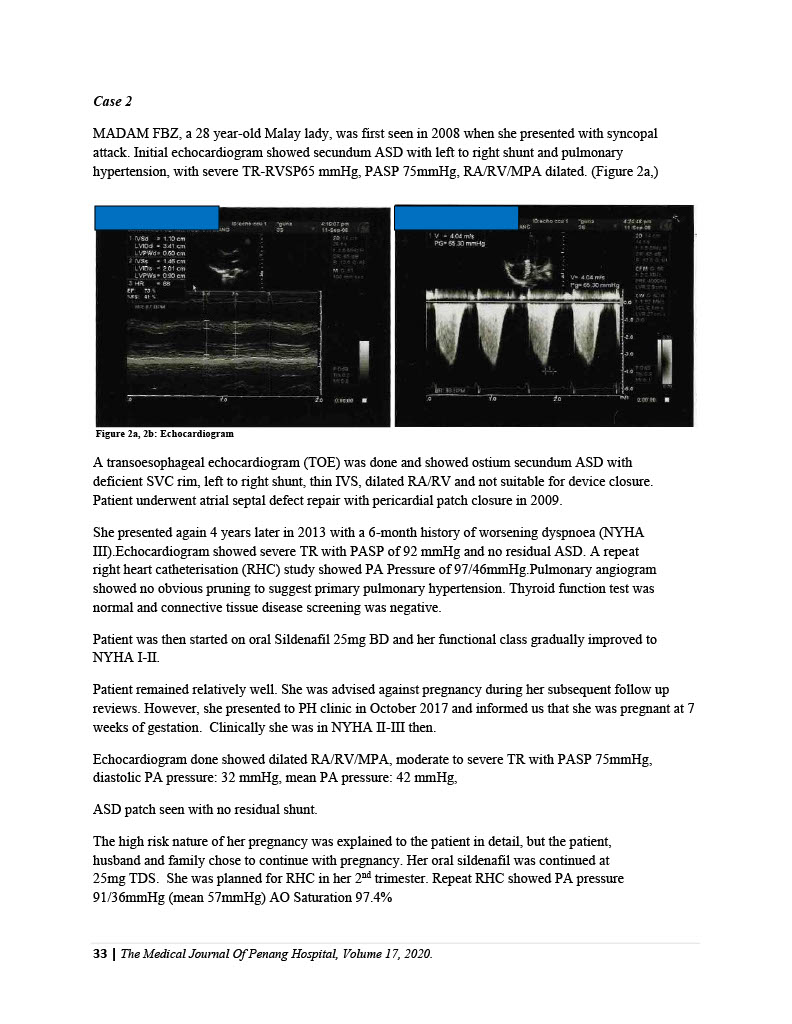 Case 2
MADAM FBZ, a 28 year-old Malay lady, was first seen in 2008 when she presented with syncopal
attack. Initial echocardiogram showed secundum ASD with left to right shunt and pulmonary
hypertension, with severe TR-RVSP65 mmHg, PASP 75mmHg, RA/RV/MPA dilated. (Figure 2a,)
4:16:07 pm
11-Sep-08
1 IVSd = 1.10 cm
LVIDd = 3.41 cm
LVPWd= 0.60 cm
2 IVSs = 1.46 cm
LVIDs = 2.01 cm
LVPWs= 0.90 cm
3 HR = 88
4:24:48 pm
1 V = 4.04 m/s
PG= 65.30 mmHg
V= 4.04 m/s
Pg= 65.30 mmHg
Figure 2a, 2b: Echocardiogram
A transoesophageal echocardiogram (TOE) was done and showed ostium secundum ASD with
deficient SVC rim, left to right shunt, thin IVS, dilated RA/RV and not suitable for device closure.
Patient underwent atrial septal defect repair with pericardial patch closure in 2009.
She presented again 4 years later in 2013 with a 6-month history of worsening dyspnoea (NYHA
III).Echocardiogram showed severe TR with PASP of 92 mmHg and no residual ASD. A repeat
right heart catheterisation (RHC) study showed PA Pressure of 97/46mmHg.Pulmonary angiogram
showed no obvious pruning to suggest primary pulmonary hypertension. Thyroid function test was
normal and connective tissue disease screening was negative.
Patient was then started on oral Sildenafil 25mg BD and her functional class gradually improved to
NYHA I-II.
Patient remained relatively well. She was advised against pregnancy during her subsequent follow up
reviews. However, she presented to PH clinic in October 2017 and informed us that she was pregnant at 7
weeks of gestation.  Clinically she was in NYHA II-III then.
Echocardiogram done showed dilated RA/RV/MPA, moderate to severe TR with PASP 75mmHg,
diastolic PA pressure: 32 mmHg, mean PA pressure: 42 mmHg,
ASD patch seen with no residual shunt.
The high risk nature of her pregnancy was explained to the patient in detail, but the patient,
husband and family chose to continue with pregnancy. Her oral sildenafil was continued at
25mg TDS.  She was planned for RHC in her 2nd trimester. Repeat RHC showed PA pressure
91/36mmHg (mean 57mmHg) AO Saturation 97.4%
33 | The Medical Journal Of Penang Hospital, Volume 17, 2020.